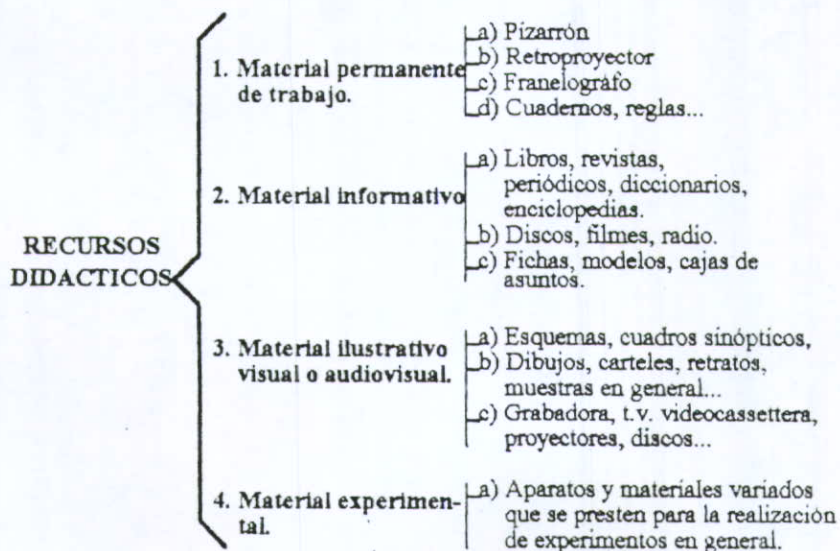 RECURSOS
DIDACTICOS
1. Material permanente
de trabajo.
a) Pizarrón
b) Retroproyector
c) Franelográfo
d) Cuadernos, reglas...
2. Material informativo
a) Libros, revistas,
periódicos, diccionarios,
enciclopedias.
b) Discos, filmes, radio.
c) Fichas, modelos, cajas de
asuntos.
3. Material ilustrativo
visual o audiovisual.
a) Esquemas, cuadros sinópticos,
b) Dibujos, carteles, retratos,
muestras en general...
c) Grabadora, t.v. videocassettera,
proyectores, discos...
4. Material experimen-
tal.
a) Aparatos y materiales variados
que se presten para la realización
de experimentos en general.